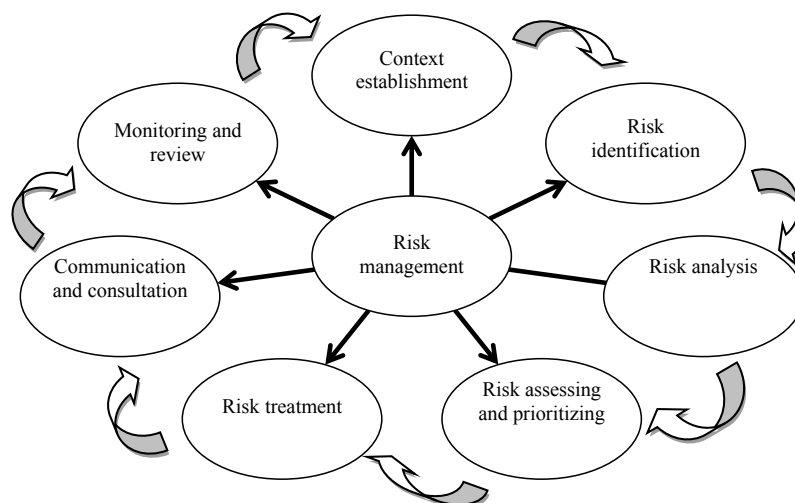 Context
establishment
Risk
identification
Risk analysis
Risk assessing
and prioritizing
Risk treatment
Communication
and consultation
Monitoring and
review
Risk
management